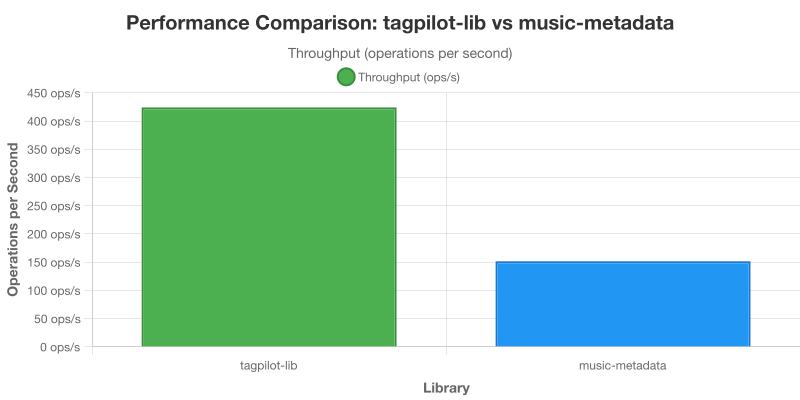 Performance Comparison: tagpilot-lib vs music-metadata
Throughput (operations per second)
Throughput (ops/s)
Operations per Second
450 ops/s
400 ops/s
350 ops/s
300 ops/s
250 ops/s
200 ops/s
150 ops/s
100 ops/s
50 ops/s
0 ops/s
tagpilot-lib
music-metadata
Library